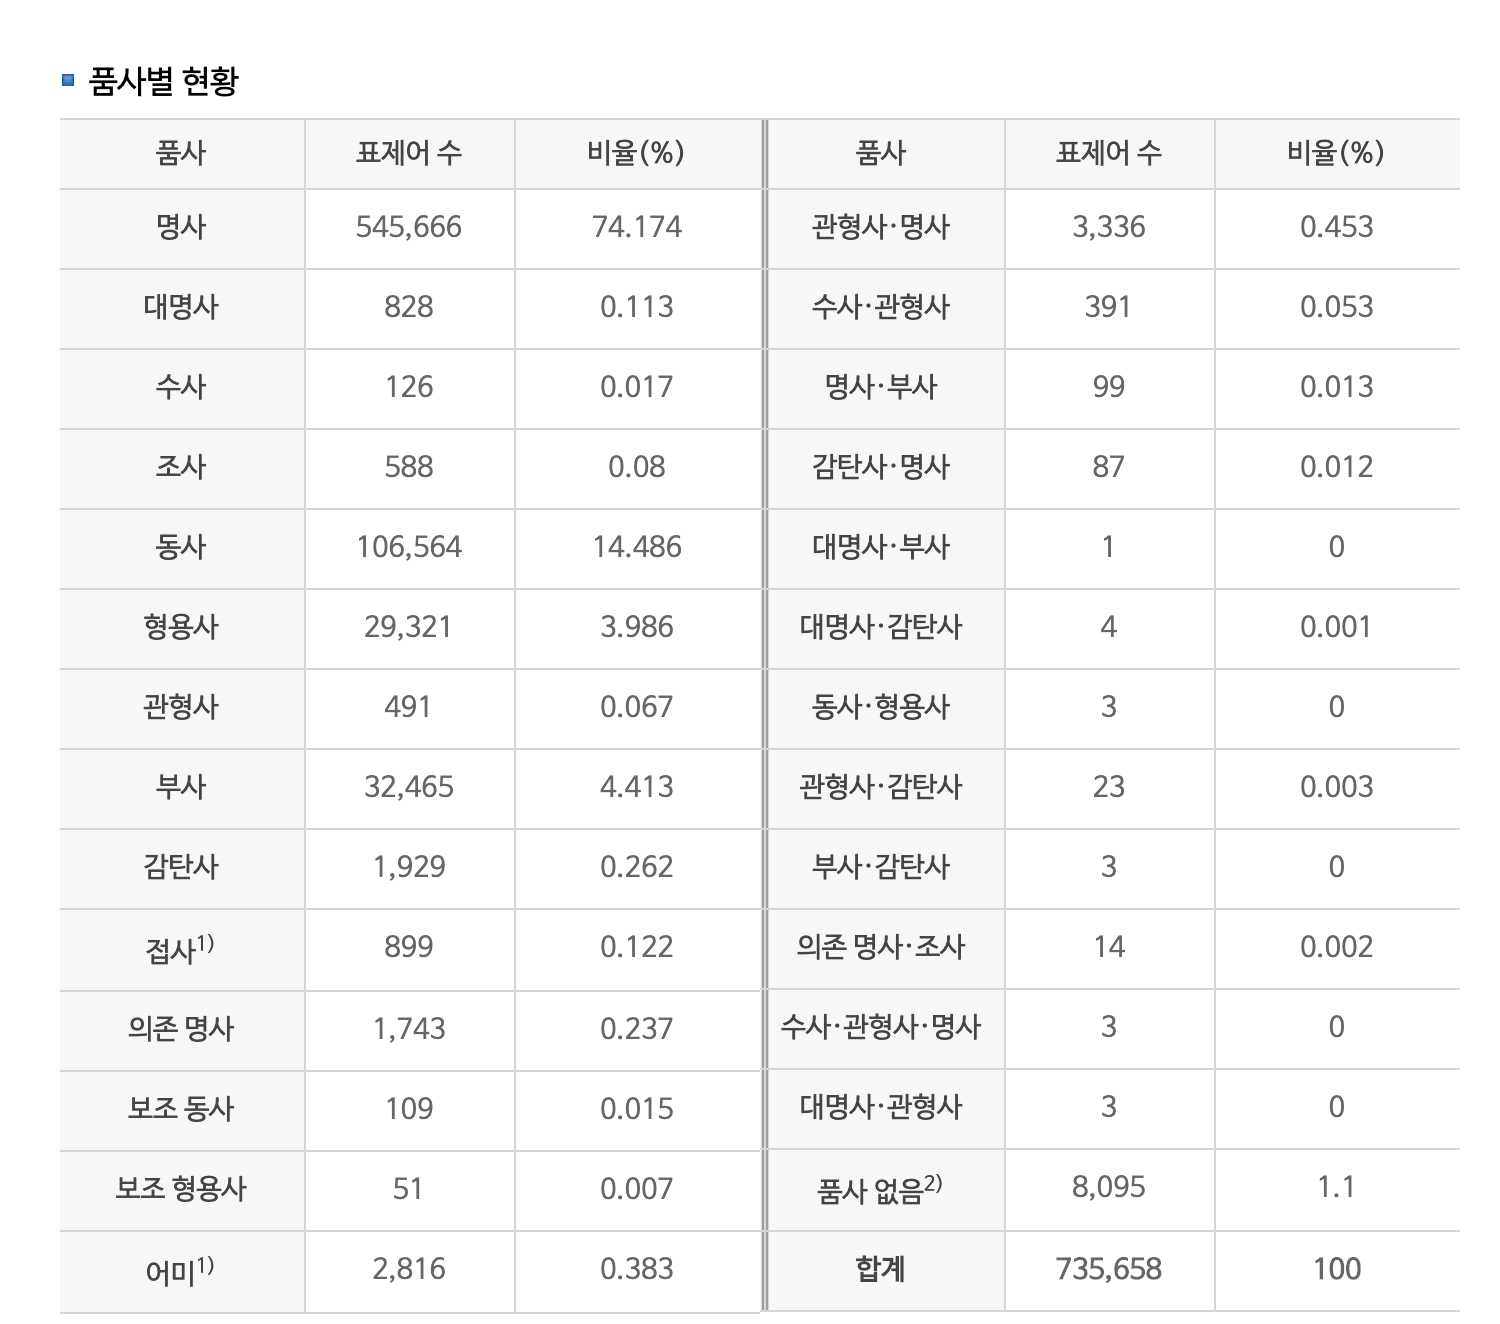 품사별 현황
품사 표제어 수 비율(%) 품사 표제어 수 비율(%)
명사 545,666 74.174 관형사·명사 3,336 0.453
대명사 828 0.113 수사·관형사 391 0.053
수사 126 0.017 명사·부사 99 0.013
조사 588 0.08 감탄사·명사 87 0.012
동사 106,564 14.486 대명사·부사 1 0
형용사 29,321 3.986 대명사·감탄사 4 0.001
관형사 491 0.067 동사·형용사 3 0
부사 32,465 4.413 관형사·감탄사 23 0.003
감탄사 1,929 0.262 부사·감탄사 3 0
접사1) 899 0.122 의존 명사·조사 14 0.002
의존 명사 1,743 0.237 수사·관형사·명사 3 0
보조 동사 109 0.015 대명사·관형사 3 0
보조 형용사 51 0.007 품사 없음2) 8,095 1.1
어미1) 2,816 0.383 합계 735,658 100